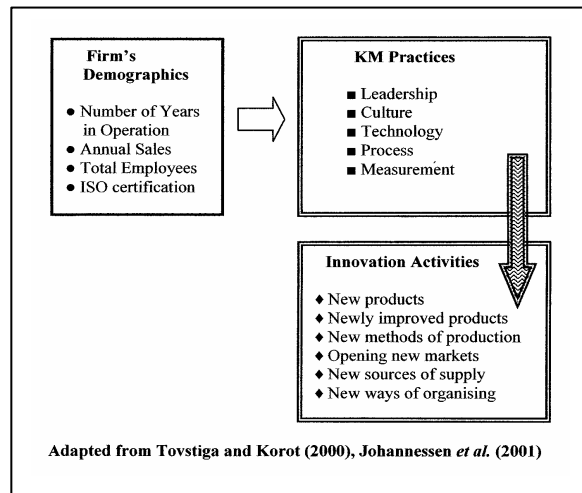 Firm's
Demographics
● Number of Years
in Operation
● Annual Sales
● Total Employees
● ISO certification
KM Practices
■ Leadership
■ Culture
■ Technology
■ Process
■ Measurement
Innovation Activities
♦ New products
♦ Newly improved products
♦ New methods of production
♦ Opening new markets
♦ New sources of supply
♦ New ways of organising
Adapted from Tovstiga and Korot (2000), Johannessen et al. (2001)